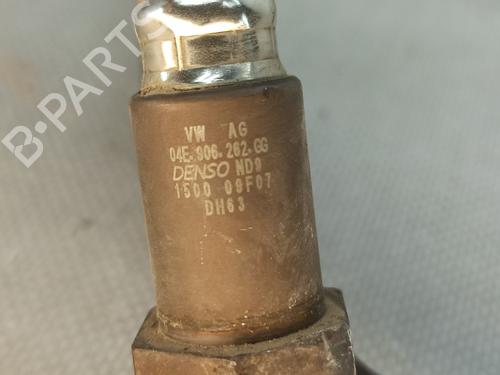 VW AG
04E.906.262.GG
DENSO ND9
1500 09F07
DH63
B-PARTS